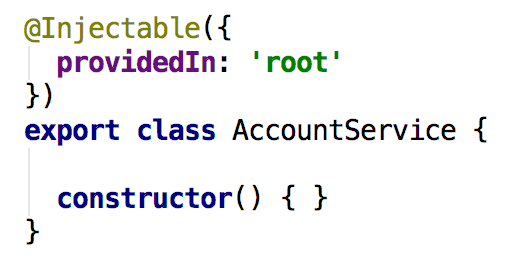 @Injectable({
  providedIn: 'root'
})
export class AccountService {
  constructor() { }
}